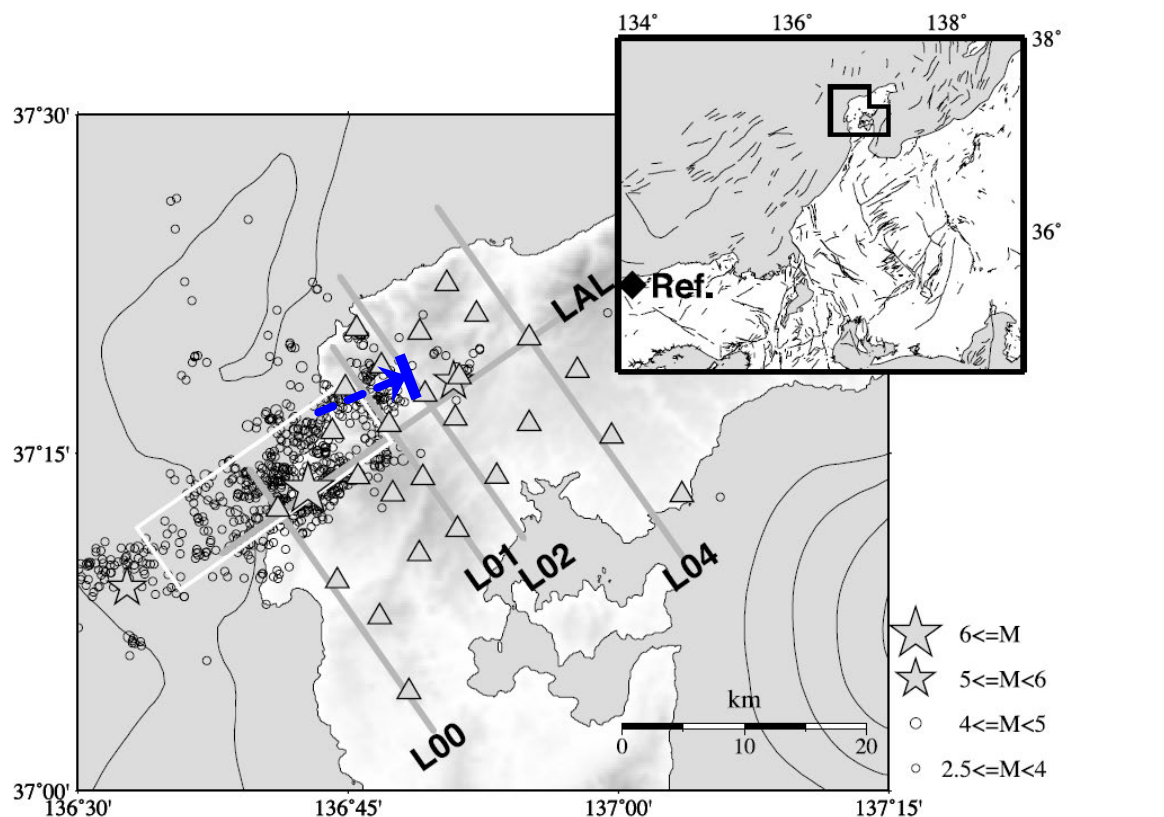 134° 136° 138°
38°
37°30'
36°
LAL
Ref.
37°15'
L01
L02
L04
6<=M
5<=M<6
km
4<=M<5
L00
0 10 20
2.5<=M<4
37°00'
136°30' 136°45' 137°00' 137°15'